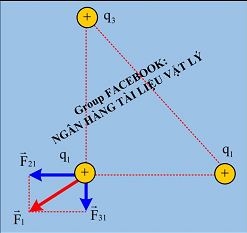 + q₃
Group FACEBOOK:
NGÂN HÀNG TÀI LIỆU VẬT LÝ
q₁
+
q₁
+
F⃗₂₁
F⃗₃₁
F⃗₁